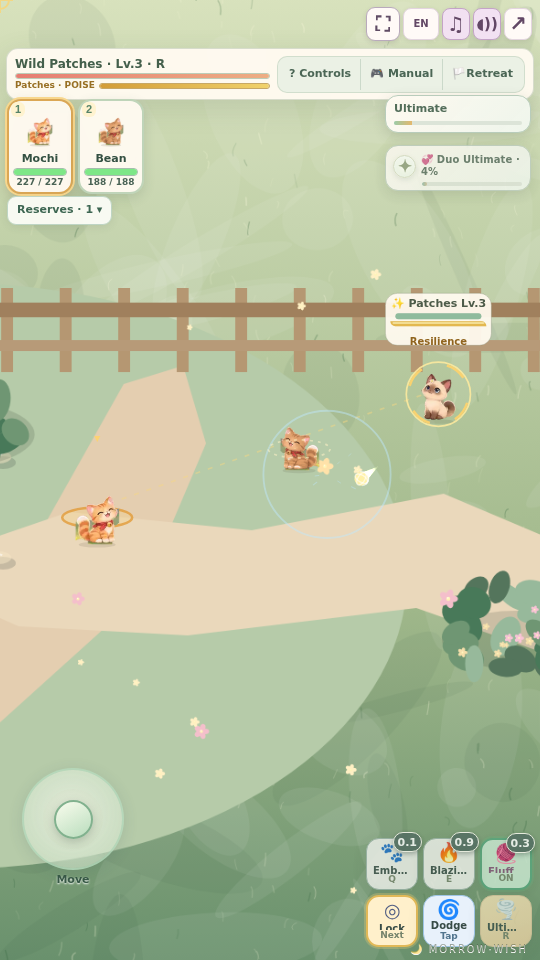 EN
Wild Patches · Lv.3 · R
Patches · POISE
? Controls
🎮 Manual
🏳️Retreat
Ultimate
💞 Duo Ultimate · 4%
1
Mochi
227 / 227
2
Bean
188 / 188
Reserves · 1 ▾
✨ Patches Lv.3
Resilience
Move
0.1
Emb...
Q
0.9
Blazi...
E
0.3
Fluff
ON
Lock
Next
Dodge
Tap
Ulti...
R
🌙 MORROW-WISH